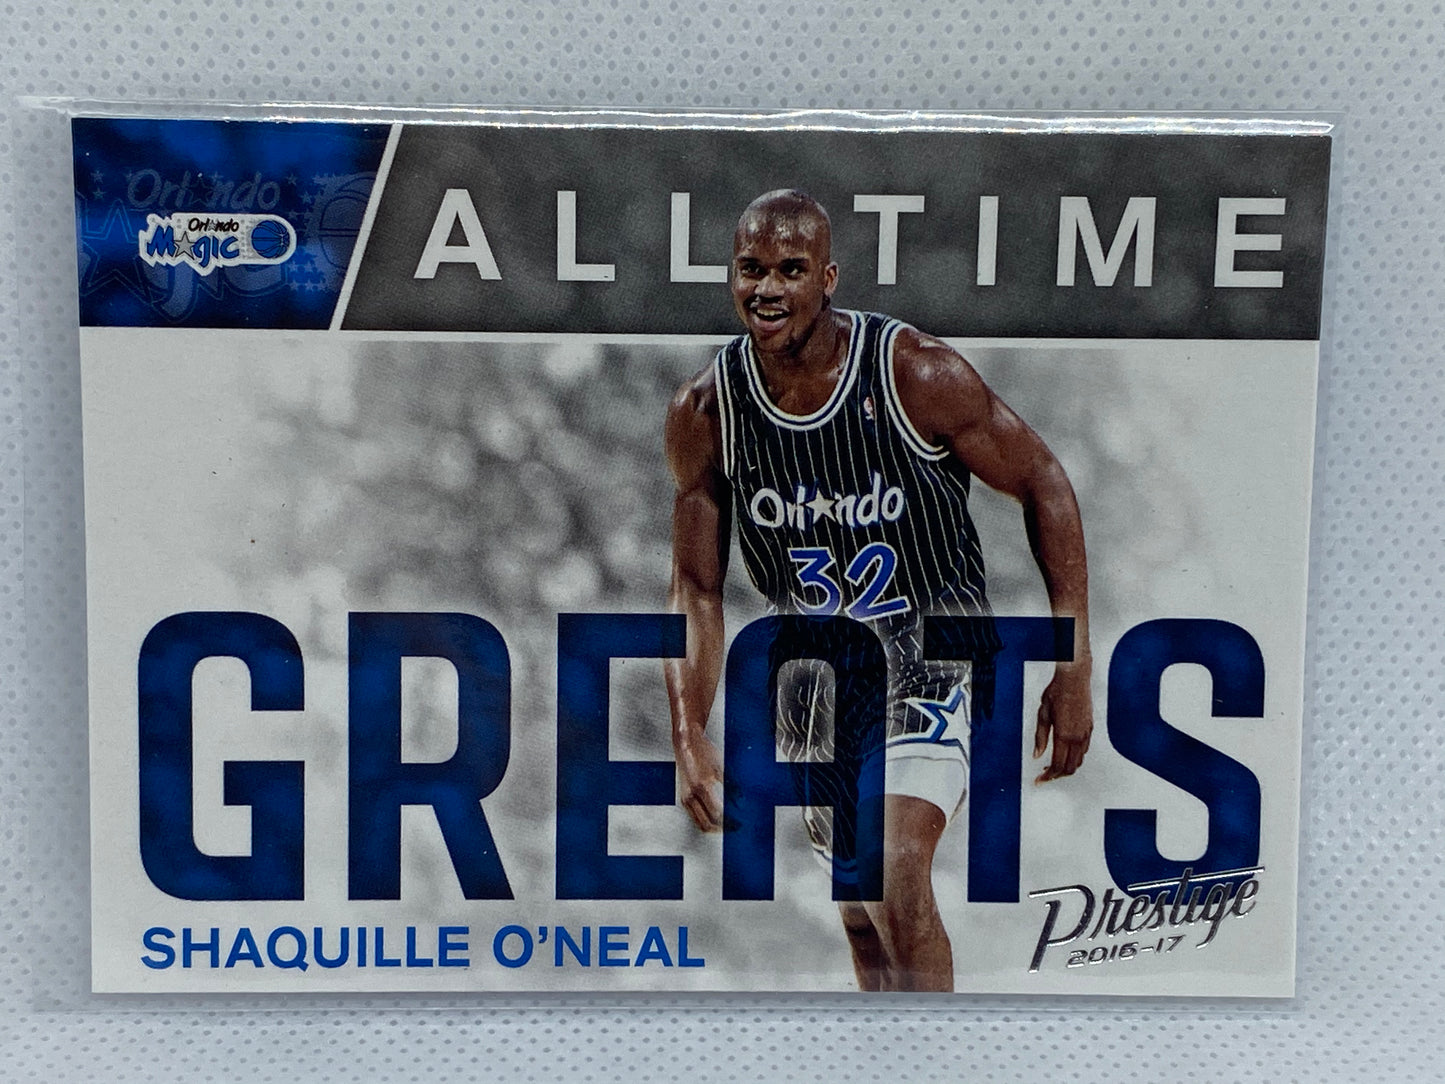 Orlando
Orlando
Magic
ALL-TIME
Orlando
32
GREATS
SHAQUILLE O'NEAL
Prestige
2016-17